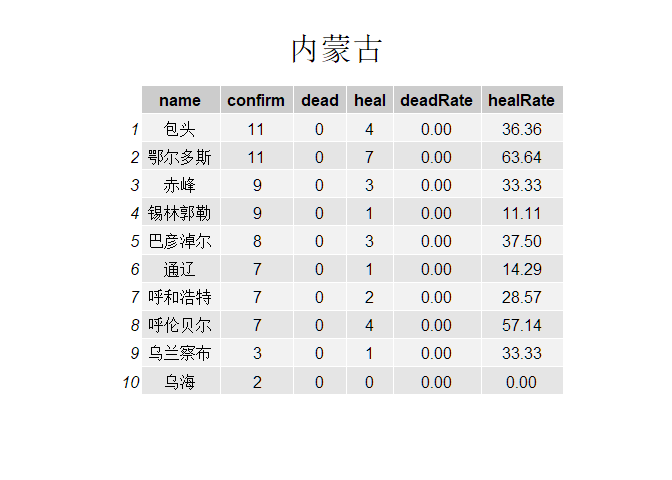 内蒙古
name confirm dead heal deadRate healRate
1 包头 11 0 4 0.00 36.36
2 鄂尔多斯 11 0 7 0.00 63.64
3 赤峰 9 0 3 0.00 33.33
4 锡林郭勒 9 0 1 0.00 11.11
5 巴彦淖尔 8 0 3 0.00 37.50
6 通辽 7 0 1 0.00 14.29
7 呼和浩特 7 0 2 0.00 28.57
8 呼伦贝尔 7 0 4 0.00 57.14
9 乌兰察布 3 0 1 0.00 33.33
10 乌海 2 0 0 0.00 0.00